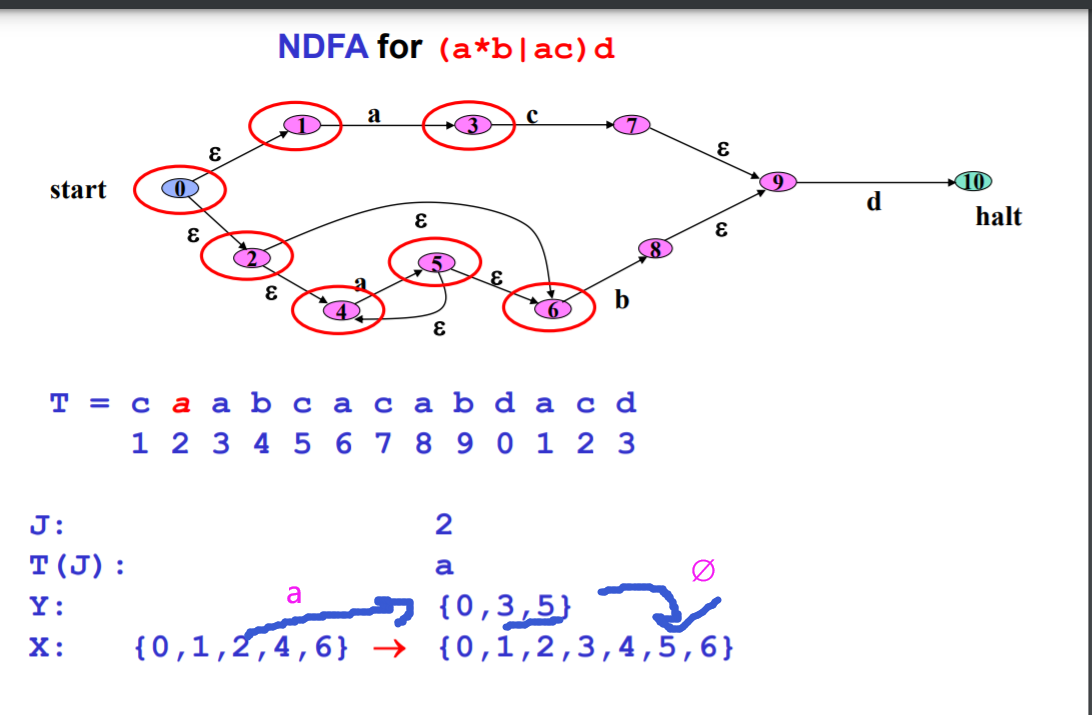 NDFA for (a*b|ac)d
1 a 3 c 7
ε ε
start 0 9 d 10
halt
ε ε ε
2 5 8
ε a ε
4 6 b
ε
T = c a a b c a c a b d a c d
1 2 3 4 5 6 7 8 9 0 1 2 3
J: 2
T(J): a ∅
Y: a {0,3,5}
X: {0,1,2,4,6} → {0,1,2,3,4,5,6}